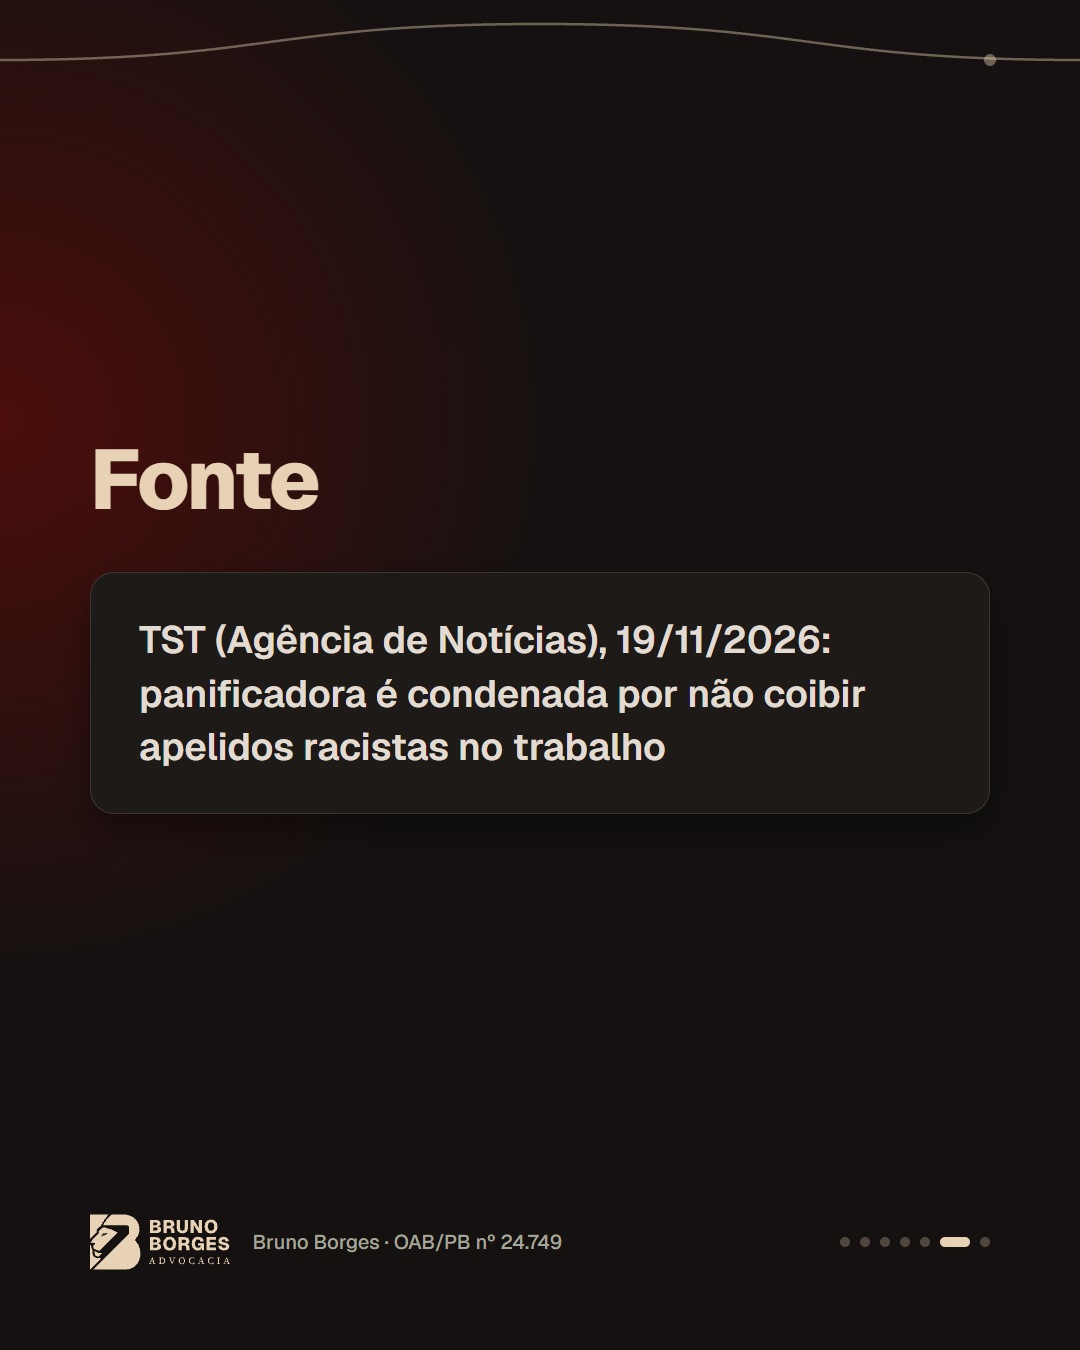 Fonte
TST (Agência de Notícias), 19/11/2026:
panificadora é condenada por não coibir
apelidos racistas no trabalho
BRUNO
BORGES
ADVOCACIA
Bruno Borges · OAB/PB nº 24.749